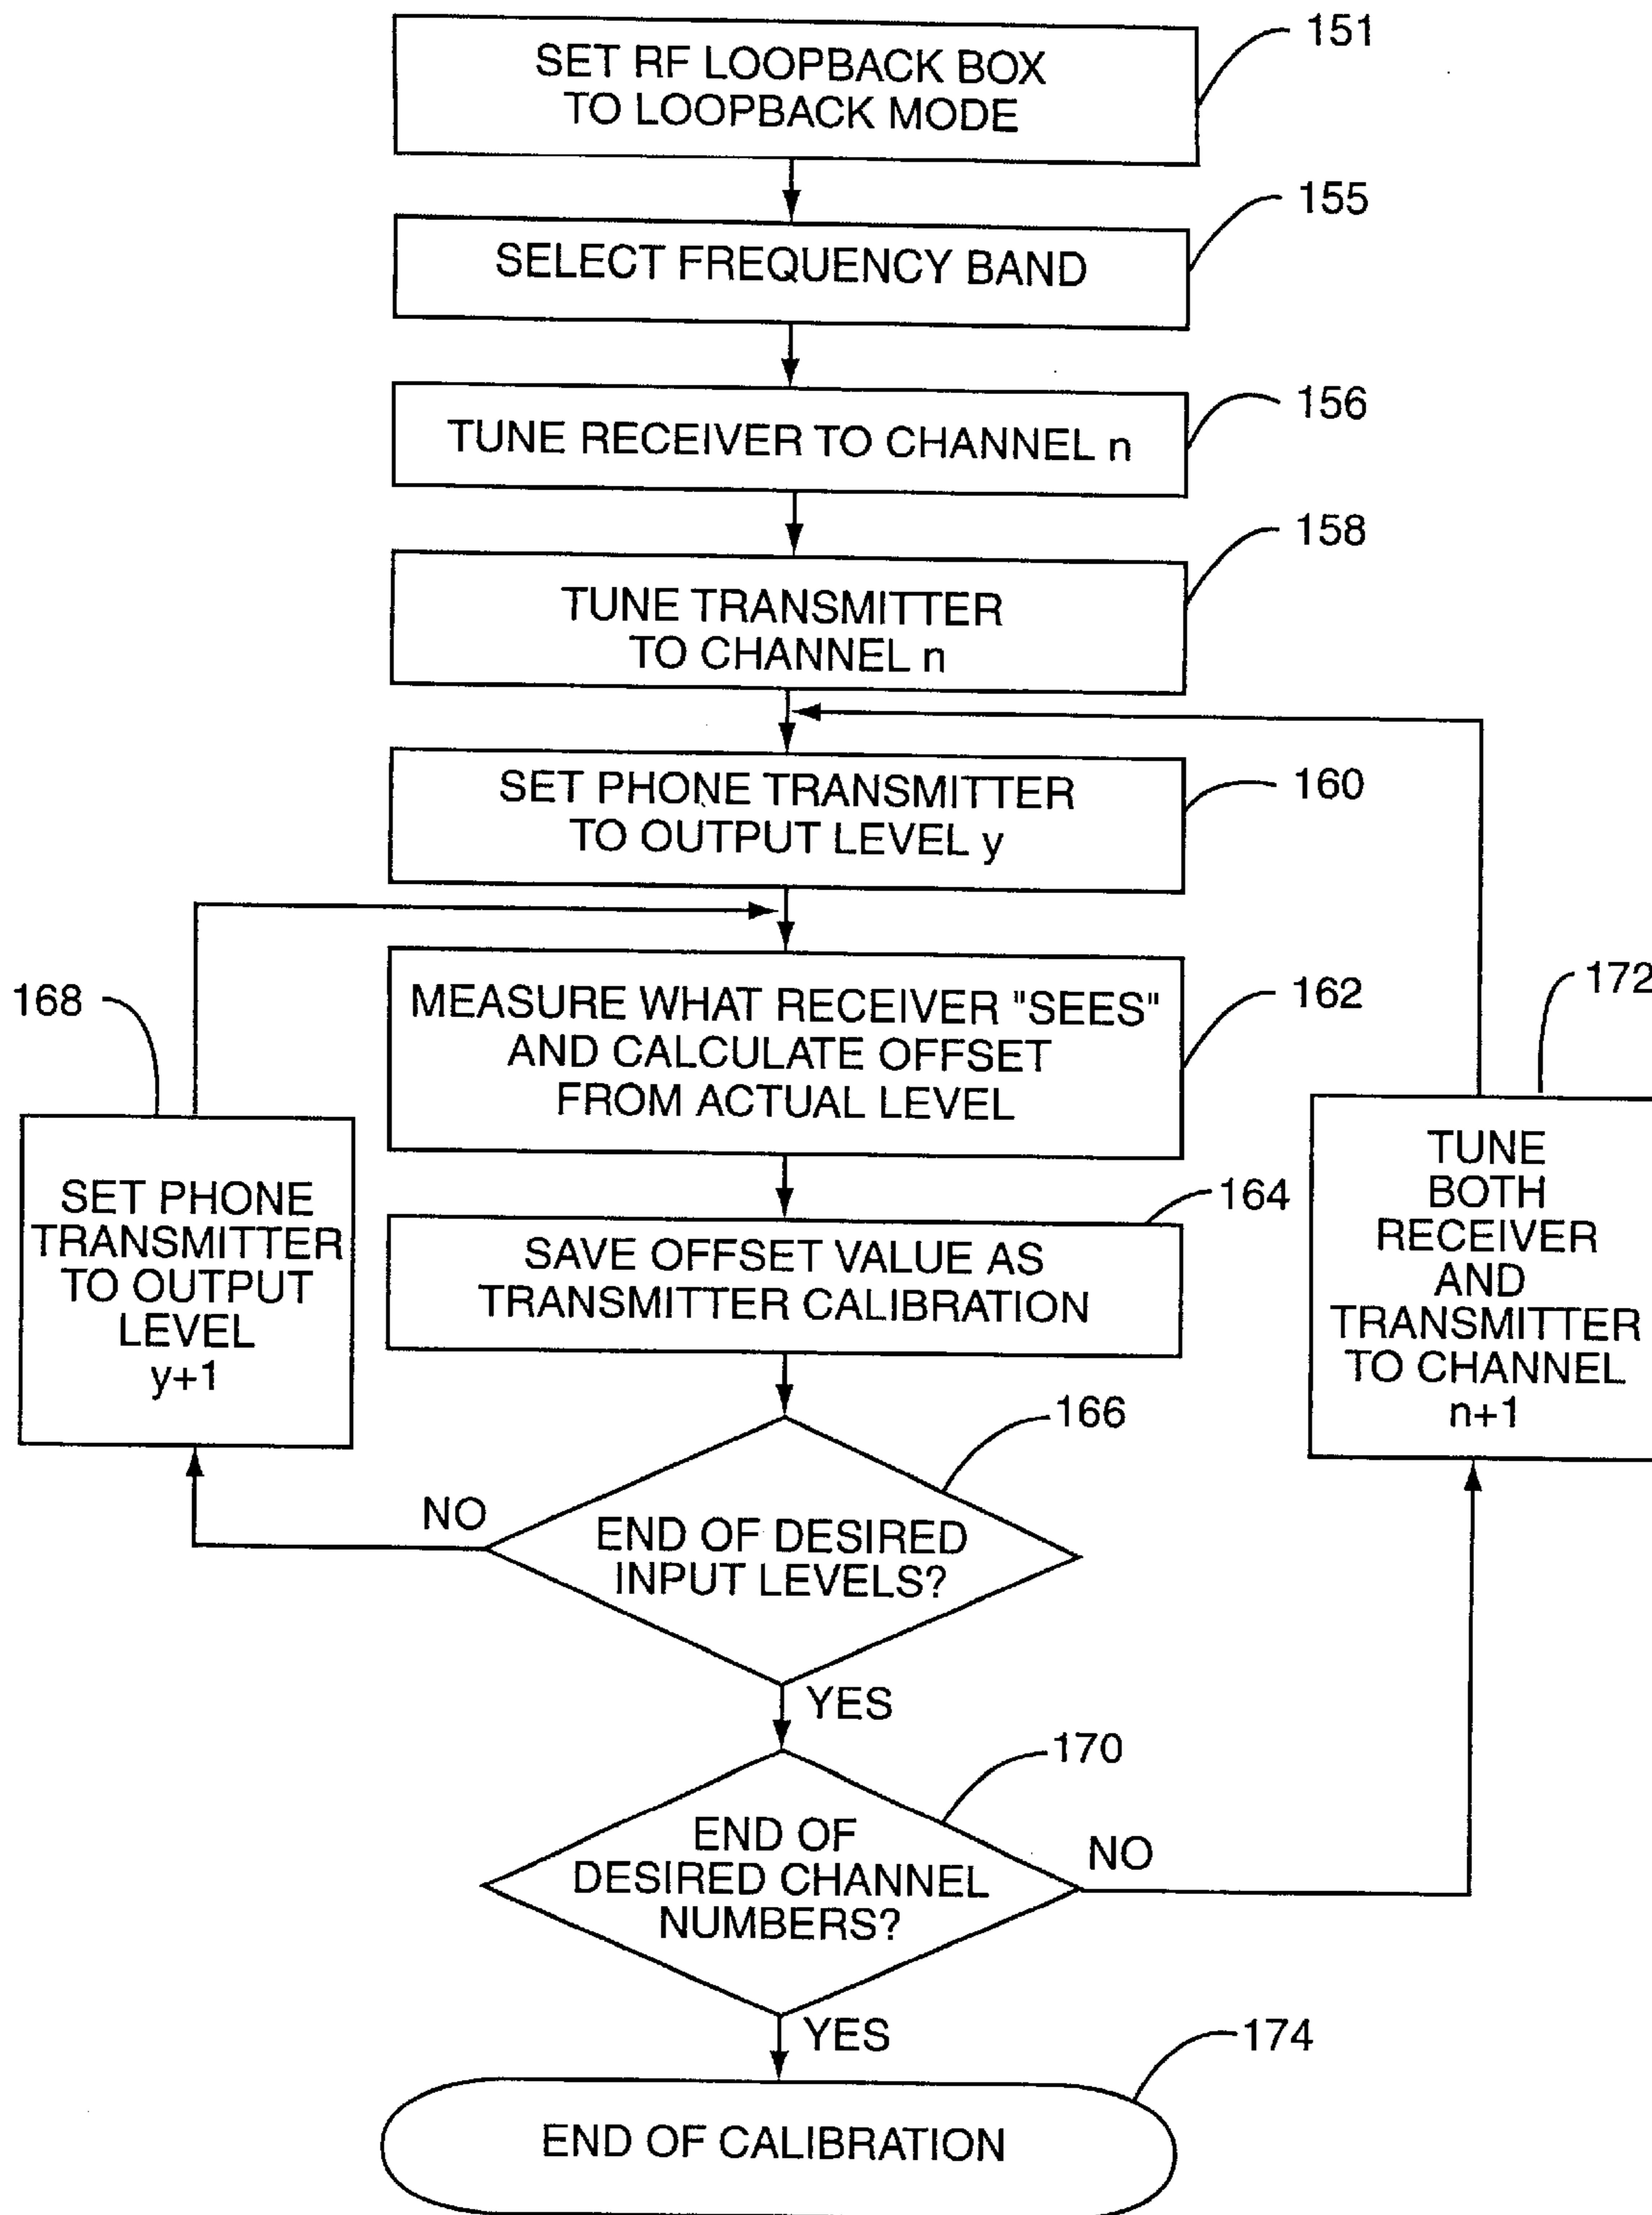 151
SET RF LOOPBACK BOX
TO LOOPBACK MODE
155
SELECT FREQUENCY BAND
156
TUNE RECEIVER TO CHANNEL n
158
TUNE TRANSMITTER
TO CHANNEL n
160
SET PHONE TRANSMITTER
TO OUTPUT LEVEL y
162
MEASURE WHAT RECEIVER "SEES"
AND CALCULATE OFFSET
FROM ACTUAL LEVEL
168
SET PHONE
TRANSMITTER
TO OUTPUT
LEVEL
y+1
172
TUNE
BOTH
RECEIVER
AND
TRANSMITTER
TO CHANNEL
n+1
164
SAVE OFFSET VALUE AS
TRANSMITTER CALIBRATION
166
END OF DESIRED
INPUT LEVELS?
NO
YES
170
END OF
DESIRED CHANNEL
NUMBERS?
NO
YES
174
END OF CALIBRATION